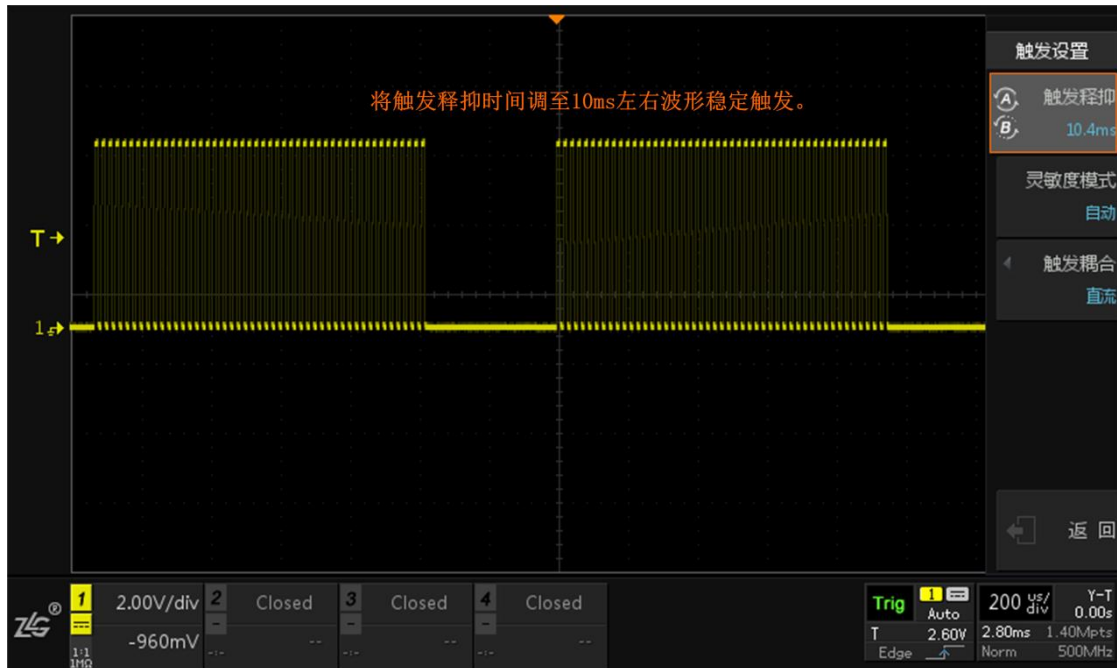 触发设置
将触发释抑时间调至10ms左右波形稳定触发。
A 触发释抑
B 10.4ms
灵敏度模式
自动
T
触发耦合
直流
1
返 回
ZLG®
1 2.00V/div
-960mV
1:1
1MΩ
2 Closed
--
-:-
3 Closed
--
-:-
4 Closed
--
-:-
Trig 1 Auto
T 2.60V
Edge
200 us/div Y-T
0.00s
2.80ms 1.40Mpts
Norm 500MHz